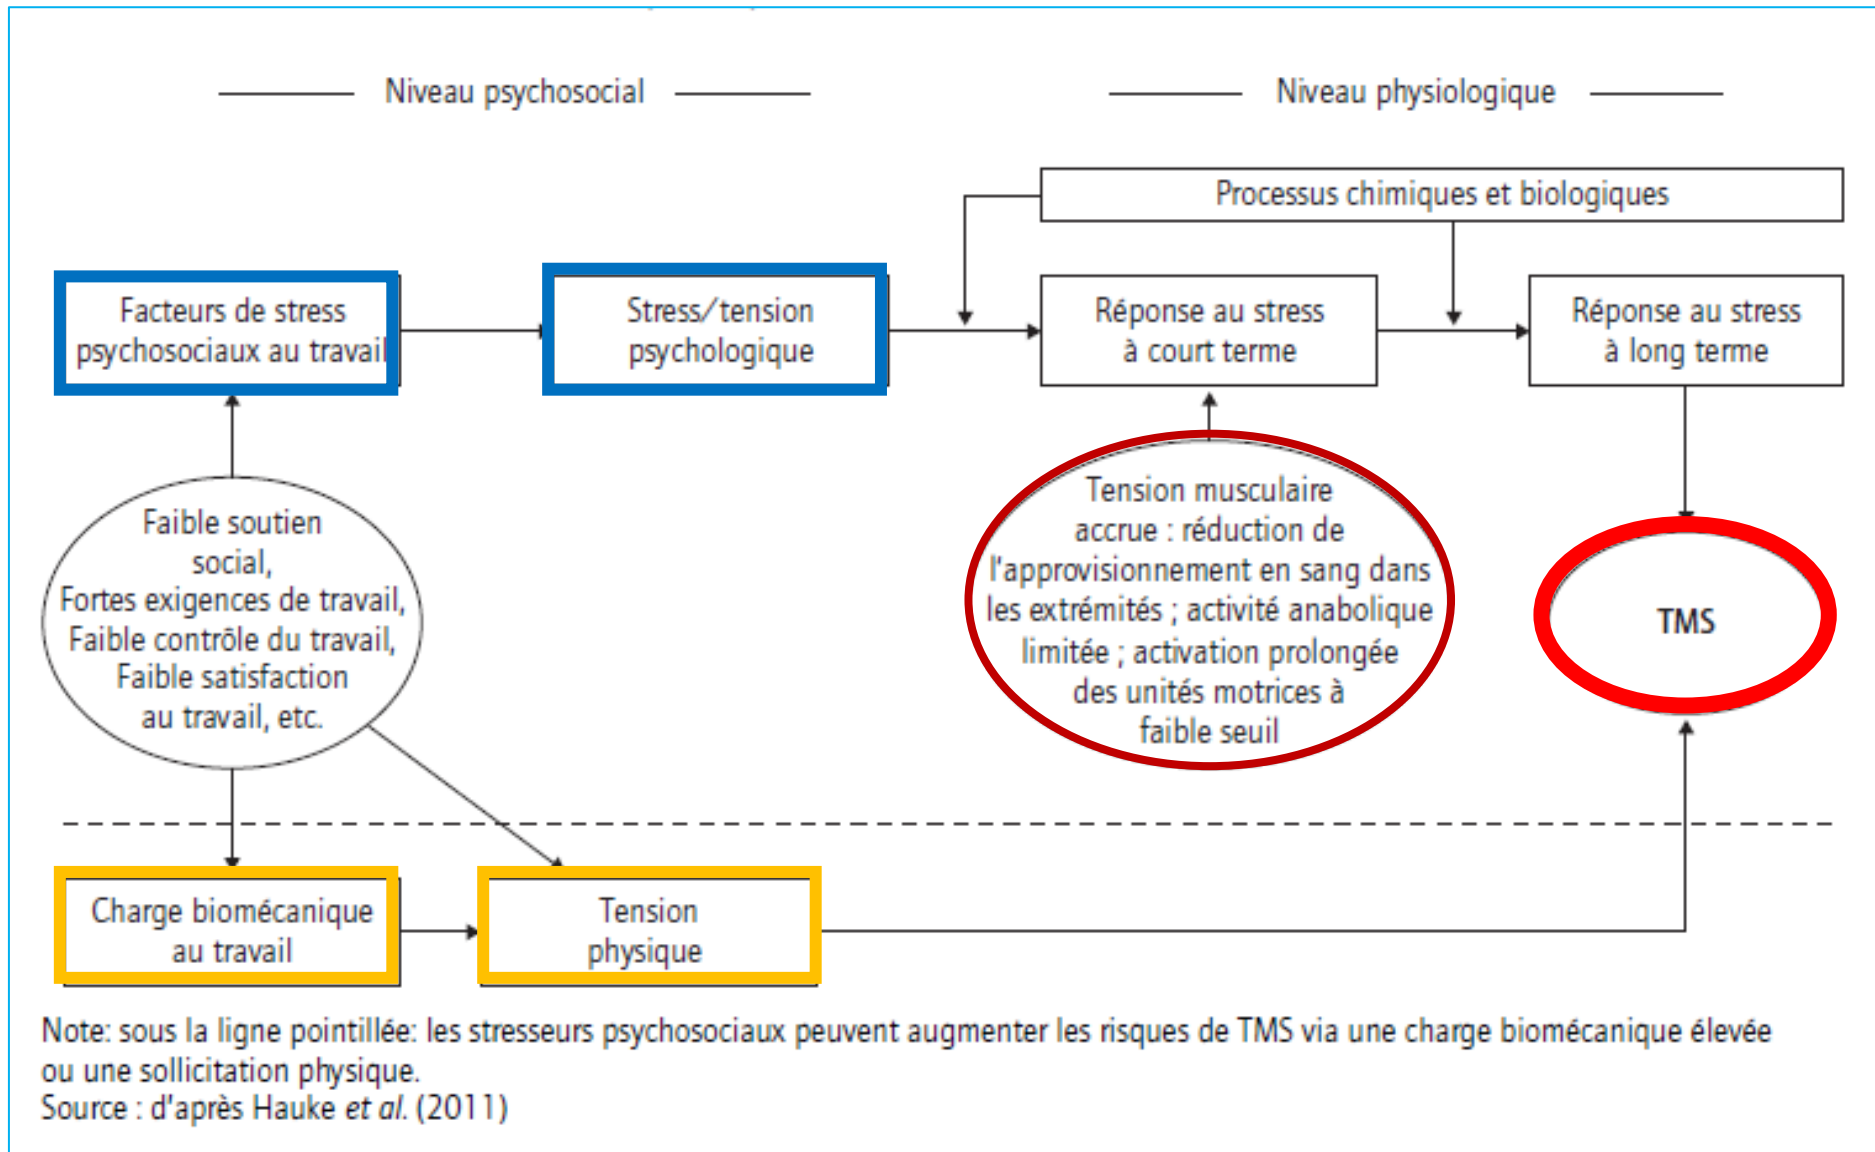 Niveau psychosocial
Niveau physiologique
Processus chimiques et biologiques
Facteurs de stress
psychosociaux au travail
Stress/tension
psychologique
Réponse au stress
à court terme
Réponse au stress
à long terme
Faible soutien
social,
Fortes exigences de travail,
Faible contrôle du travail,
Faible satisfaction
au travail, etc.
Tension musculaire
accrue : réduction de
l'approvisionnement en sang dans
les extrémités ; activité anabolique
limitée ; activation prolongée
des unités motrices à
faible seuil
TMS
Charge biomécanique
au travail
Tension
physique
Note: sous la ligne pointillée: les stresseurs psychosociaux peuvent augmenter les risques de TMS via une charge biomécanique élevée
ou une sollicitation physique.
Source : d'après Hauke et al. (2011)